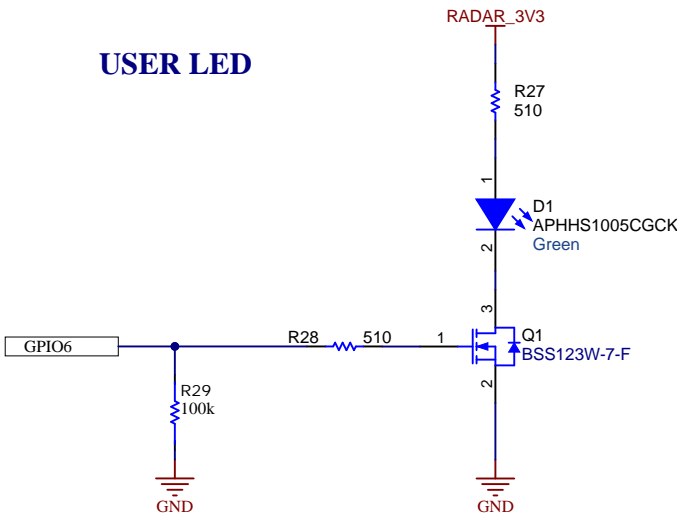 RADAR_3V3
USER LED
R27
510
1
D1
APHHS1005CGCK
Green
2
3
R28 510 1 Q1
GPIO6
BSS123W-7-F
2
R29
100k
GND
GND